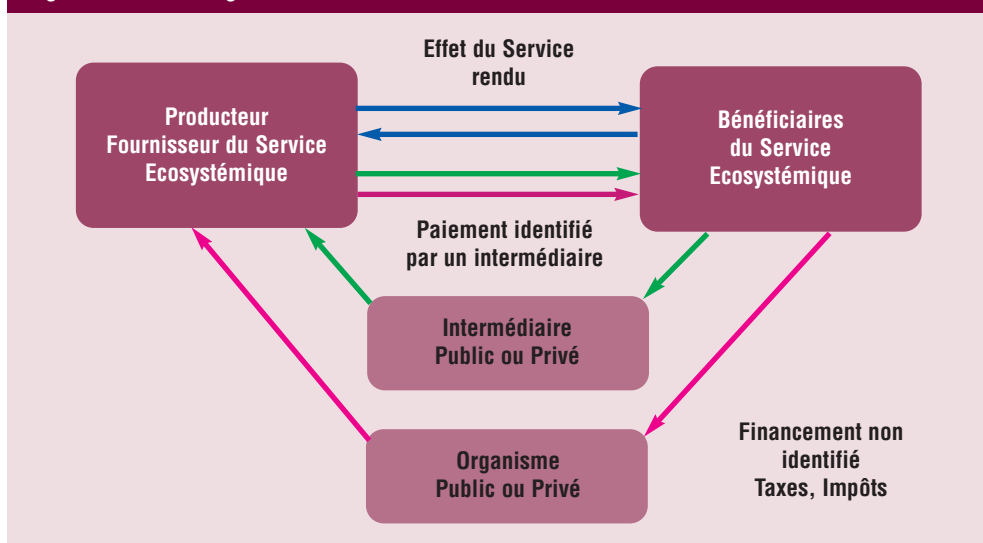 Effet du Service
rendu
Producteur
Fournisseur du Service
Ecosystémique
Bénéficiaires
du Service
Ecosystémique
Paiement identifié
par un intermédiaire
Intermédiaire
Public ou Privé
Organisme
Public ou Privé
Financement non
identifié
Taxes, Impôts